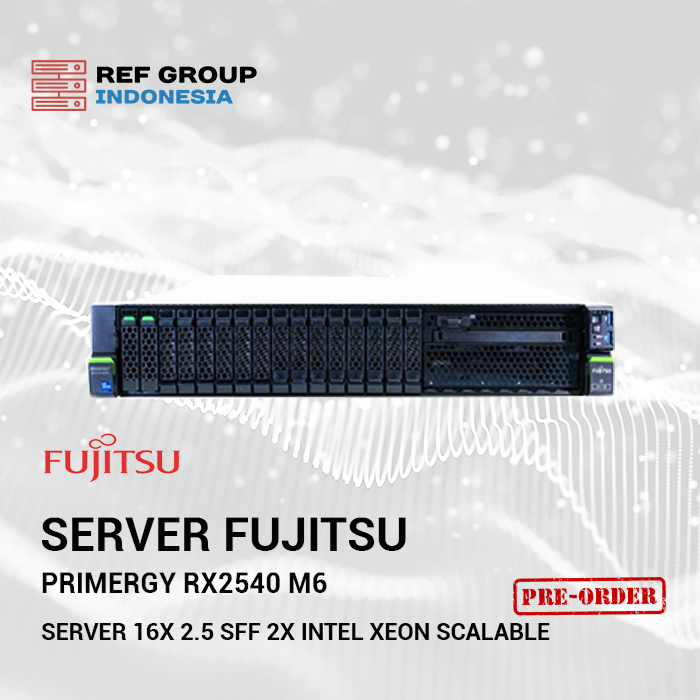 REF GROUP
INDONESIA
FUJITSU
FUJITSU
SERVER FUJITSU
PRIMERGY RX2540 M6
PRE-ORDER
SERVER 16X 2.5 SFF 2X INTEL XEON SCALABLE